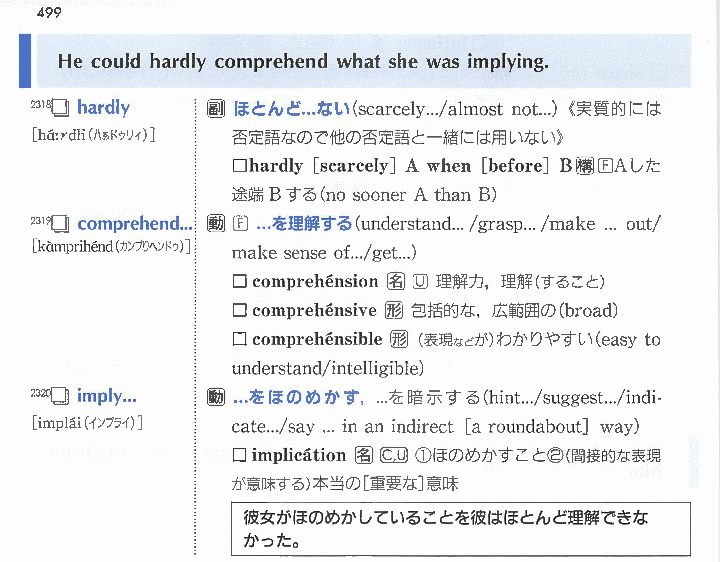 499
He could hardly comprehend what she was implying.
2318 □ hardly
[háːrdli (ハぁドゥリィ)]
副 ほとんど…ない(scarcely…/almost not…)《実質的には
否定語なので他の否定語と一緒には用いない》
□hardly [scarcely] A when [before] B 構 F Aした
途端 B する(no sooner A than B)
2319 □ comprehend...
[kàmprihénd (カンプリヘンドゥ)]
動 F …を理解する(understand… /grasp… /make … out/
make sense of…/get…)
□ comprehénsion 名 U 理解力，理解(すること)
□ comprehénsive 形 包括的な，広範囲の(broad)
□ comprehénsible 形 (表現などが)わかりやすい(easy to
understand/intelligible)
2320 □ imply...
[implái (インプライ)]
動 …をほのめかす，…を暗示する(hint…/suggest…/indi-
cate…/say … in an indirect [a roundabout] way)
□ implicátion 名 C,U ①ほのめかすこと②(間接的な表現
が意味する)本当の[重要な]意味
彼女がほのめかしていることを彼はほとんど理解できな
かった。